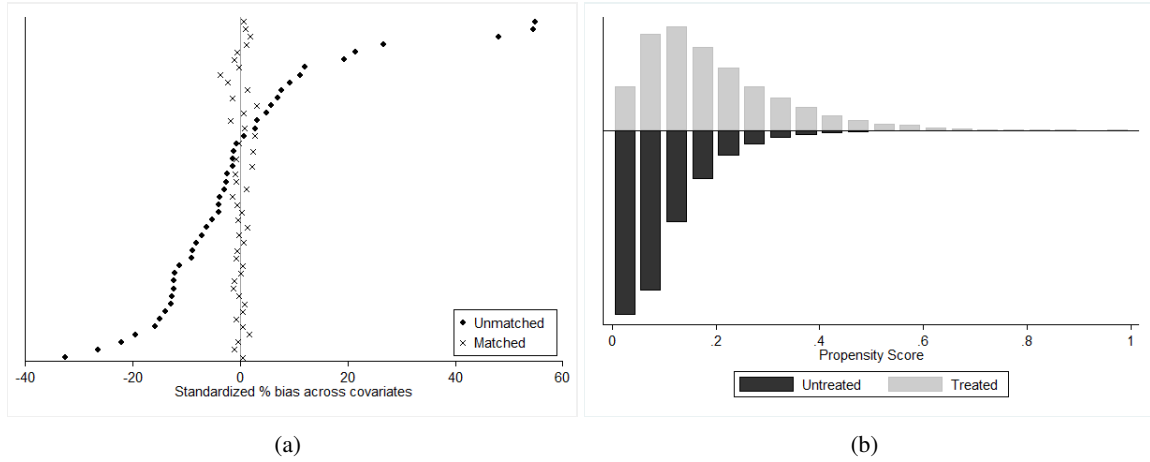 Unmatched
Matched
-40 -20 0 20 40 60
Standardized % bias across covariates
(a)
0 .2 .4 .6 .8 1
Propensity Score
Untreated Treated
(b)